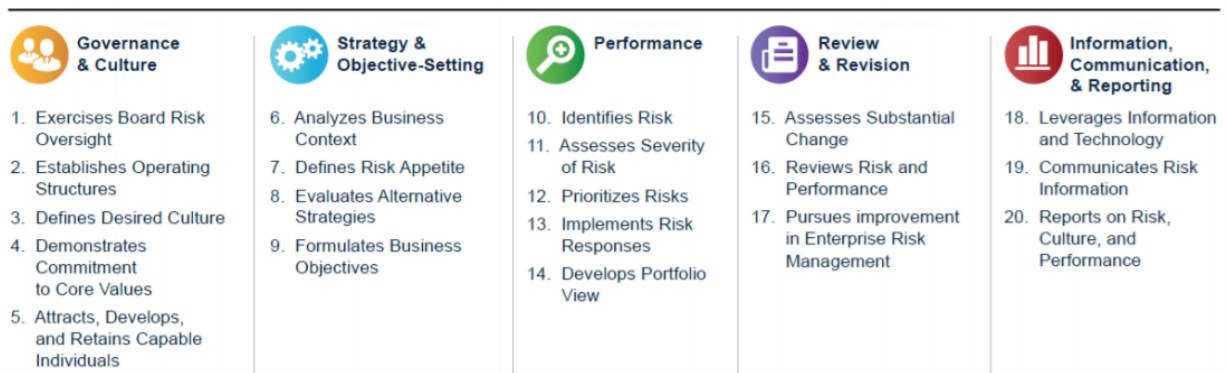 Governance
& Culture
1. Exercises Board Risk
Oversight
2. Establishes Operating
Structures
3. Defines Desired Culture
4. Demonstrates
Commitment
to Core Values
5. Attracts, Develops,
and Retains Capable
Individuals
Strategy &
Objective-Setting
6. Analyzes Business
Context
7. Defines Risk Appetite
8. Evaluates Alternative
Strategies
9. Formulates Business
Objectives
Performance
10. Identifies Risk
11. Assesses Severity
of Risk
12. Prioritizes Risks
13. Implements Risk
Responses
14. Develops Portfolio
View
Review
& Revision
15. Assesses Substantial
Change
16. Reviews Risk and
Performance
17. Pursues improvement
in Enterprise Risk
Management
Information,
Communication,
& Reporting
18. Leverages Information
and Technology
19. Communicates Risk
Information
20. Reports on Risk,
Culture, and
Performance